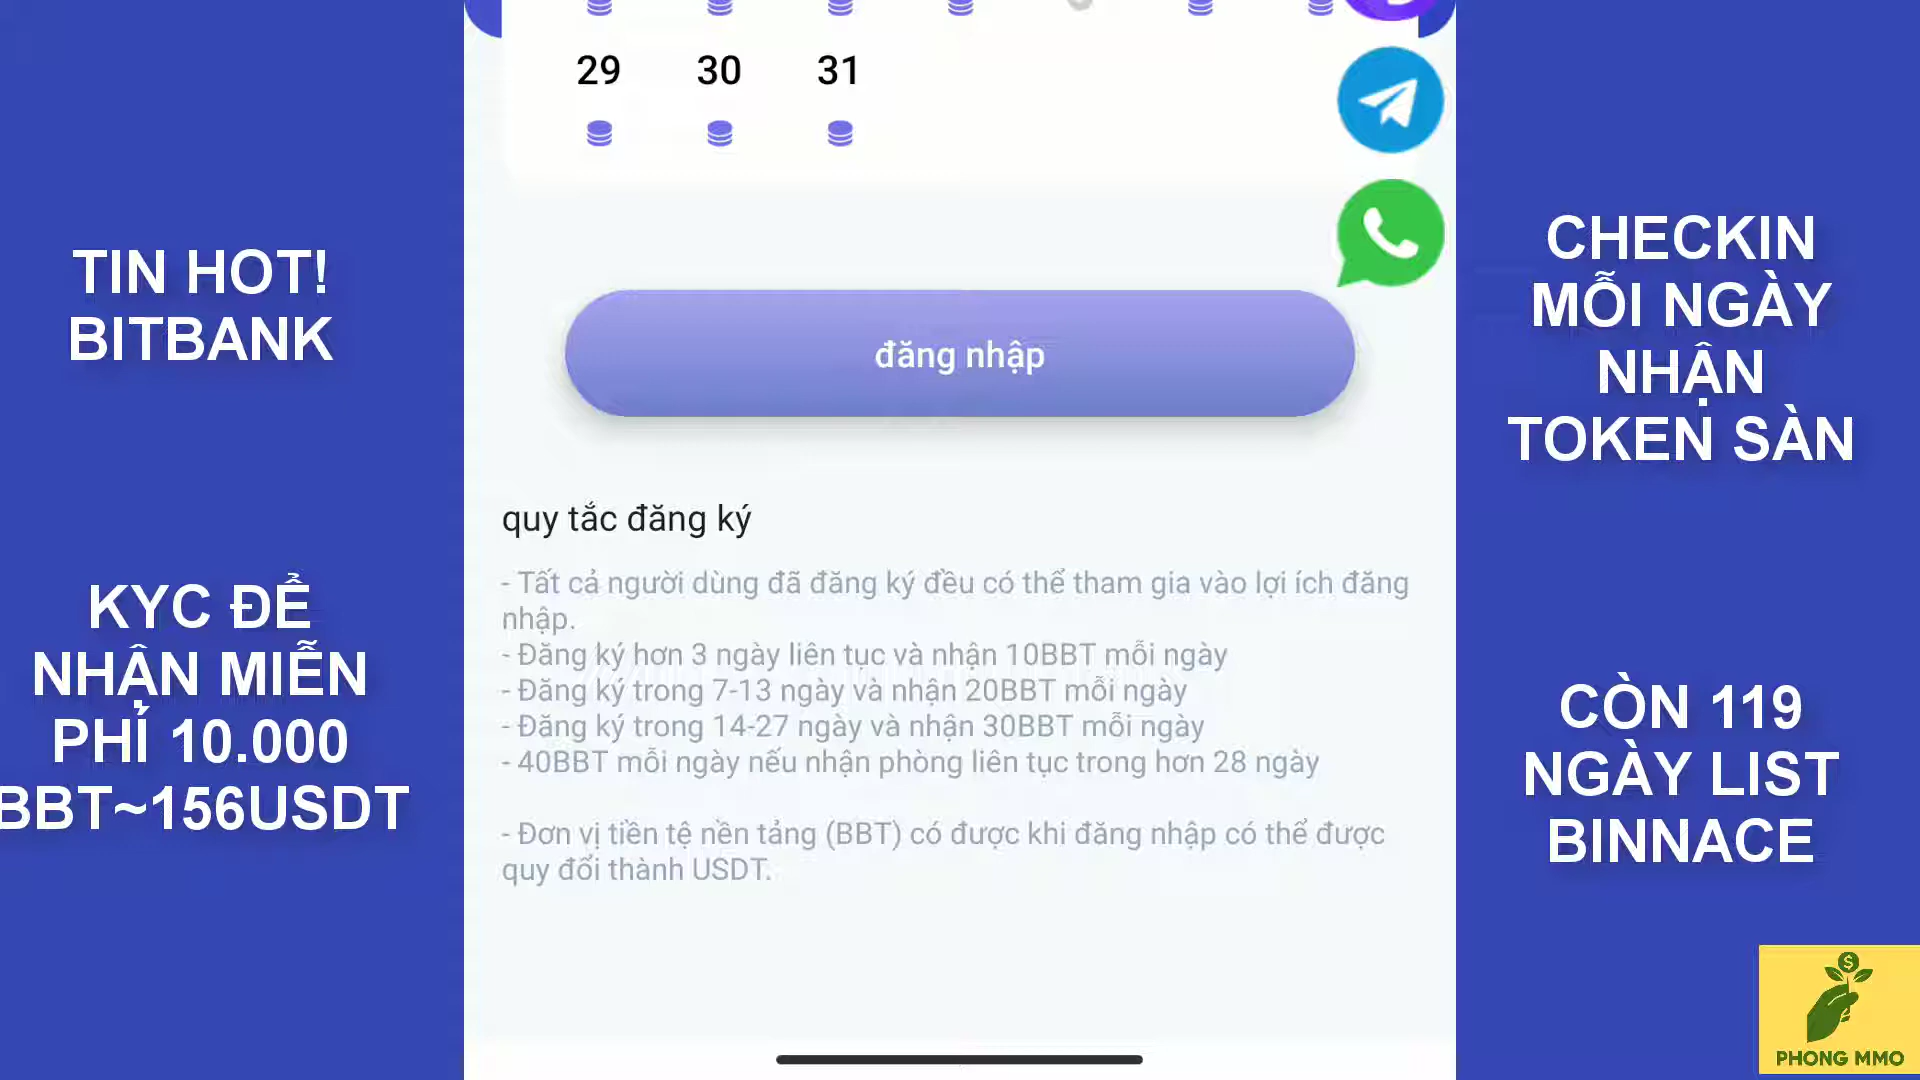 TIN HOT!
BITBANK
KYC ĐỂ
NHẬN MIỄN
PHÍ 10.000
BBT~156USDT
29 30 31
đăng nhập
quy tắc đăng ký
- Tất cả người dùng đã đăng ký đều có thể tham gia vào lợi ích đăng
nhập.
- Đăng ký hơn 3 ngày liên tục và nhận 10BBT mỗi ngày
- Đăng ký trong 7-13 ngày và nhận 20BBT mỗi ngày
- Đăng ký trong 14-27 ngày và nhận 30BBT mỗi ngày
- 40BBT mỗi ngày nếu nhận phòng liên tục trong hơn 28 ngày
- Đơn vị tiền tệ nền tảng (BBT) có được khi đăng nhập có thể được
quy đổi thành USDT.
CHECKIN
MỖI NGÀY
NHẬN
TOKEN SÀN
CÒN 119
NGÀY LIST
BINNACE
PHONG MMO